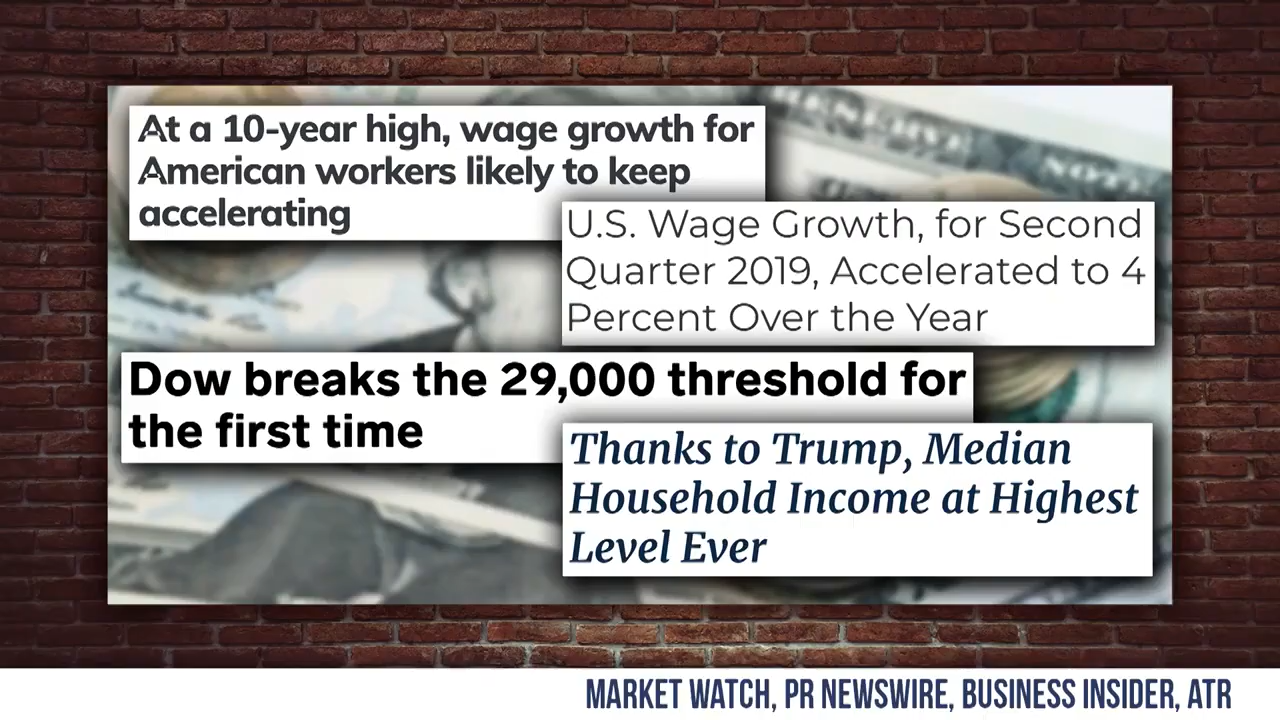 At a 10-year high, wage growth for
American workers likely to keep
accelerating
U.S. Wage Growth, for Second
Quarter 2019, Accelerated to 4
Percent Over the Year
Dow breaks the 29,000 threshold for
the first time
Thanks to Trump, Median
Household Income at Highest
Level Ever
MARKET WATCH, PR NEWSWIRE, BUSINESS INSIDER, ATR